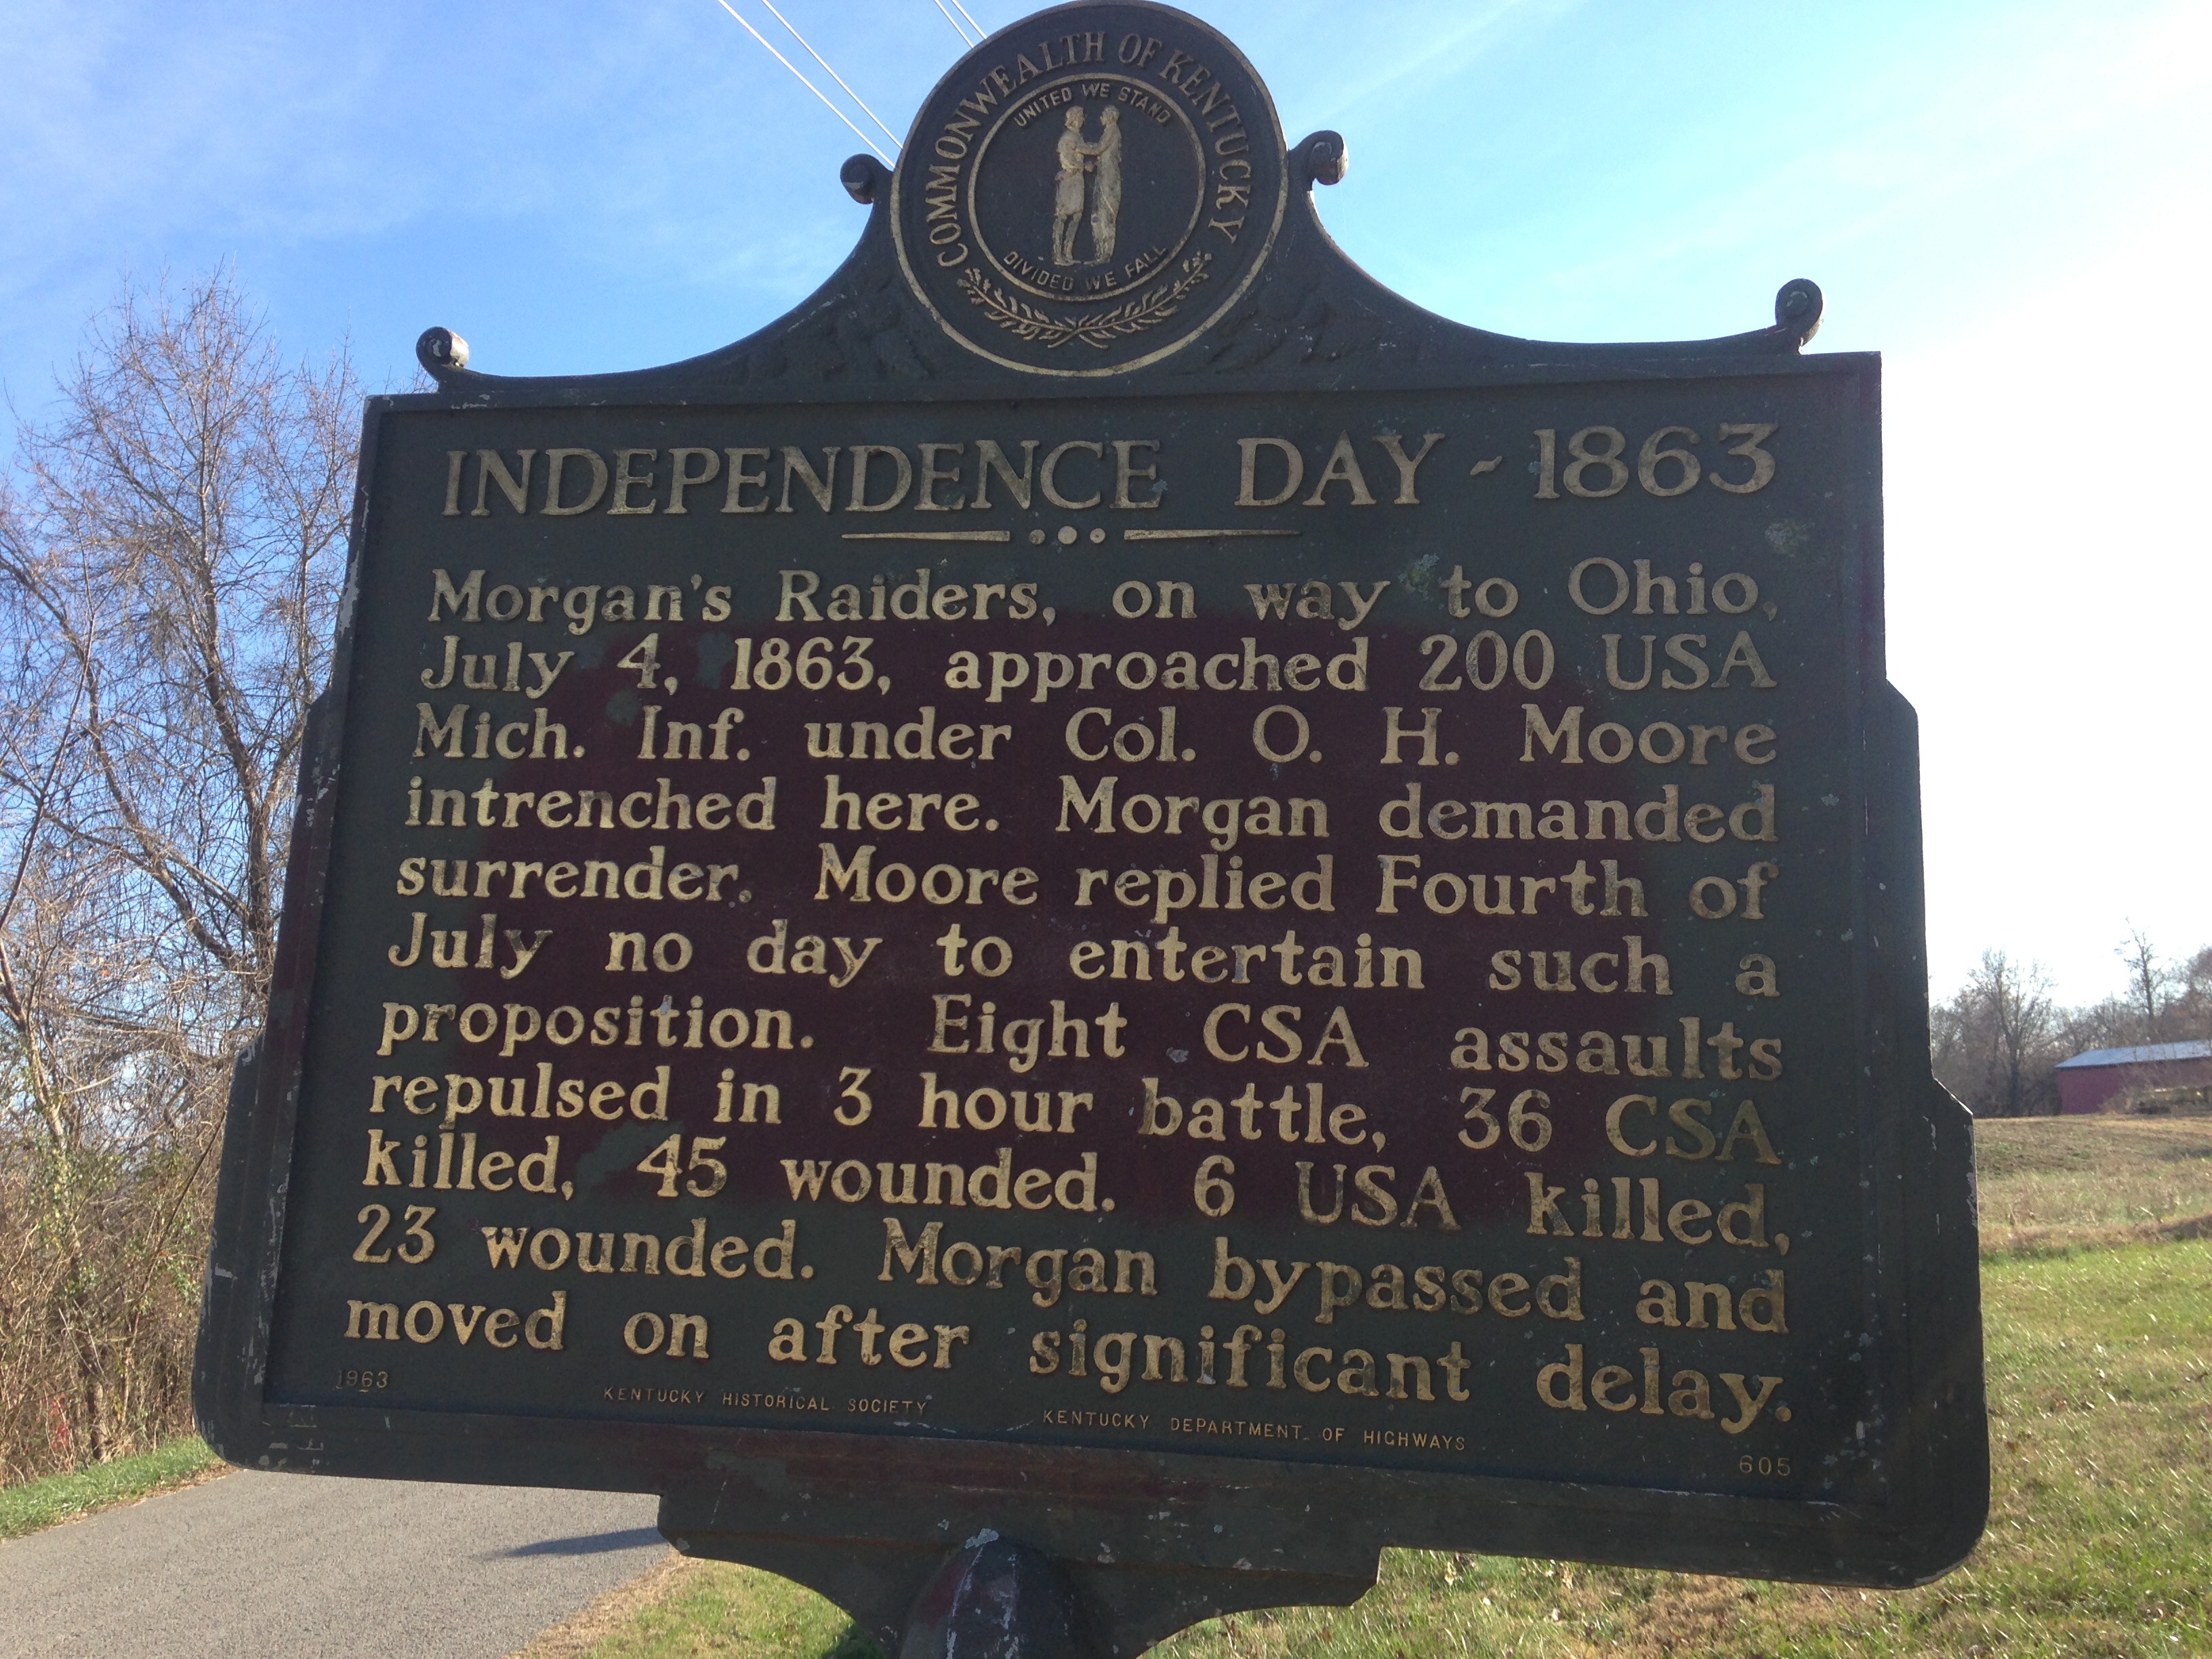 COMMONWEALTH OF KENTUCKY
UNITED WE STAND
DIVIDED WE FALL
INDEPENDENCE DAY - 1863
Morgan's Raiders, on way to Ohio,
July 4, 1863, approached 200 USA
Mich. Inf. under Col. O. H. Moore
intrenched here. Morgan demanded
surrender. Moore replied Fourth of
July no day to entertain such a
proposition. Eight CSA assaults
repulsed in 3 hour battle, 36 CSA
killed, 45 wounded. 6 USA killed,
23 wounded. Morgan bypassed and
moved on after significant delay.
1963
KENTUCKY HISTORICAL SOCIETY
KENTUCKY DEPARTMENT OF HIGHWAYS
605